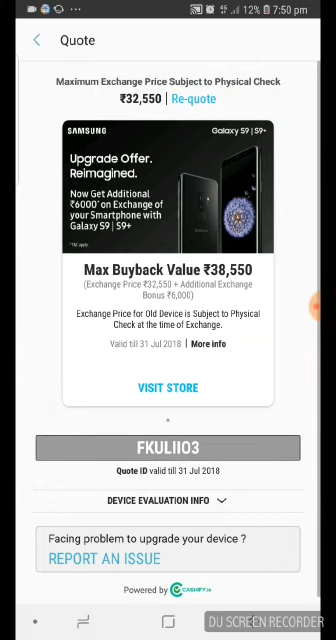 12% 7:50 pm
Quote
Maximum Exchange Price Subject to Physical Check
₹32,550 | Re-quote
SAMSUNG Galaxy S9 | S9+
Upgrade Offer.
Reimagined.
Now Get Additional
₹6000* on Exchange of
your Smartphone with
Galaxy S9 | S9+
Max Buyback Value ₹38,550
(Exchange Price ₹32,550 + Additional Exchange
Bonus ₹6,000)
Exchange Price for Old Device is Subject to Physical
Check at the time of Exchange.
Valid till 31 Jul 2018 | More info
VISIT STORE
Quote ID valid till 31 Jul 2018
DEVICE EVALUATION INFO
Facing problem to upgrade your device ?
REPORT AN ISSUE
Powered by CASHIFY.in
DU SCREEN RECORDER